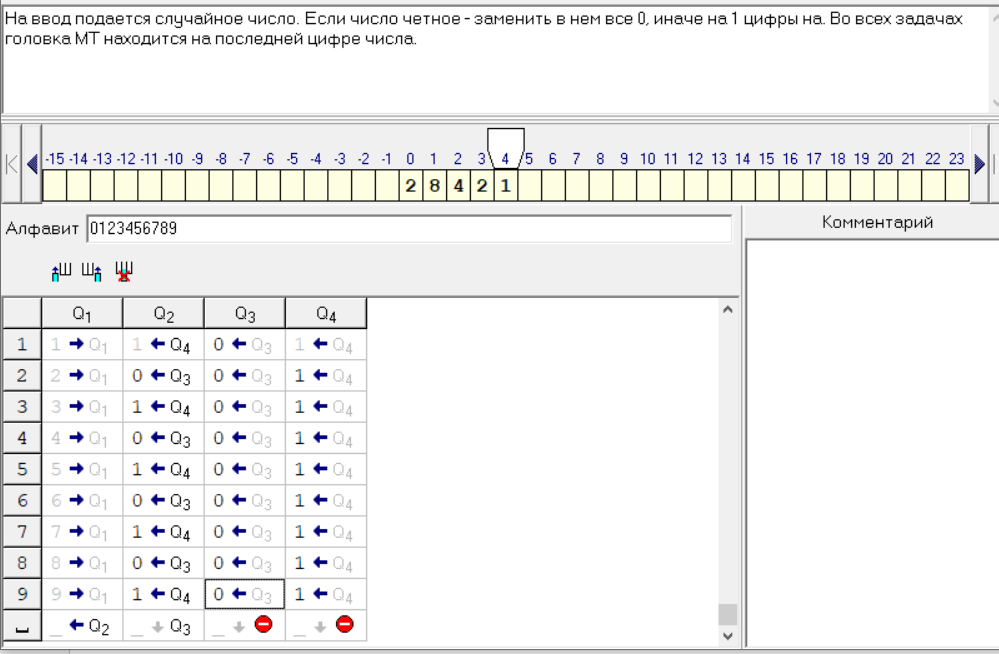 На ввод подается случайное число. Если число четное - заменить в нем все 0, иначе на 1 цифры на. Во всех задачах
головка МТ находится на последней цифре числа.
-15 -14 -13 -12 -11 -10 -9 -8 -7 -6 -5 -4 -3 -2 -1 0 1 2 3 4 5 6 7 8 9 10 11 12 13 14 15 16 17 18 19 20 21 22 23
2 8 4 2 1
Алфавит 0123456789
Комментарий
Q1 Q2 Q3 Q4
1 1 → Q1 1 ← Q4 0 ← Q3 1 ← Q4
2 2 → Q1 0 ← Q3 0 ← Q3 1 ← Q4
3 3 → Q1 1 ← Q4 0 ← Q3 1 ← Q4
4 4 → Q1 0 ← Q3 0 ← Q3 1 ← Q4
5 5 → Q1 1 ← Q4 0 ← Q3 1 ← Q4
6 6 → Q1 0 ← Q3 0 ← Q3 1 ← Q4
7 7 → Q1 1 ← Q4 0 ← Q3 1 ← Q4
8 8 → Q1 0 ← Q3 0 ← Q3 1 ← Q4
9 9 → Q1 1 ← Q4 0 ← Q3 1 ← Q4
_ ← Q2 _ ↓ Q3 _ ↓ _ ↓